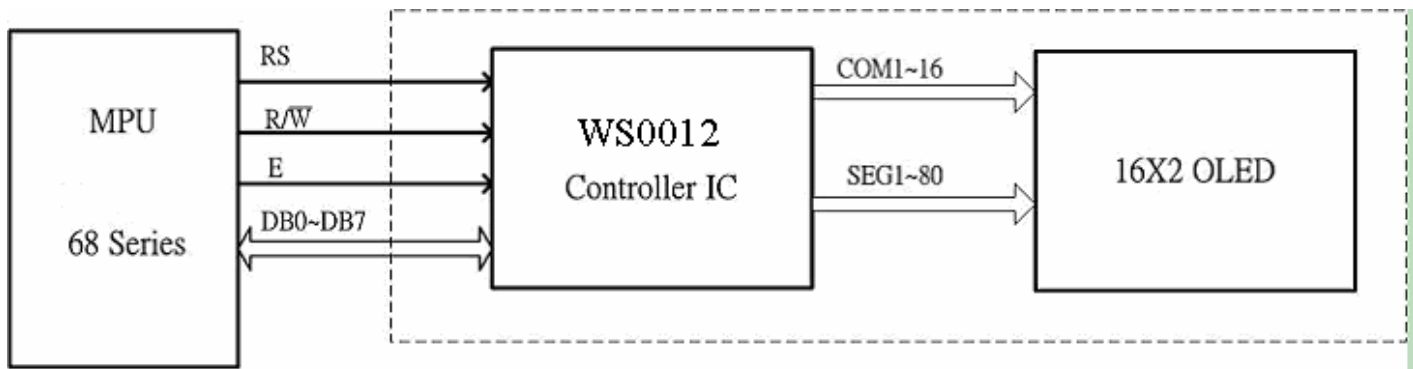 MPU
68 Series
RS
R/W̅
E
DB0~DB7
WS0012
Controller IC
COM1~16
SEG1~80
16X2 OLED